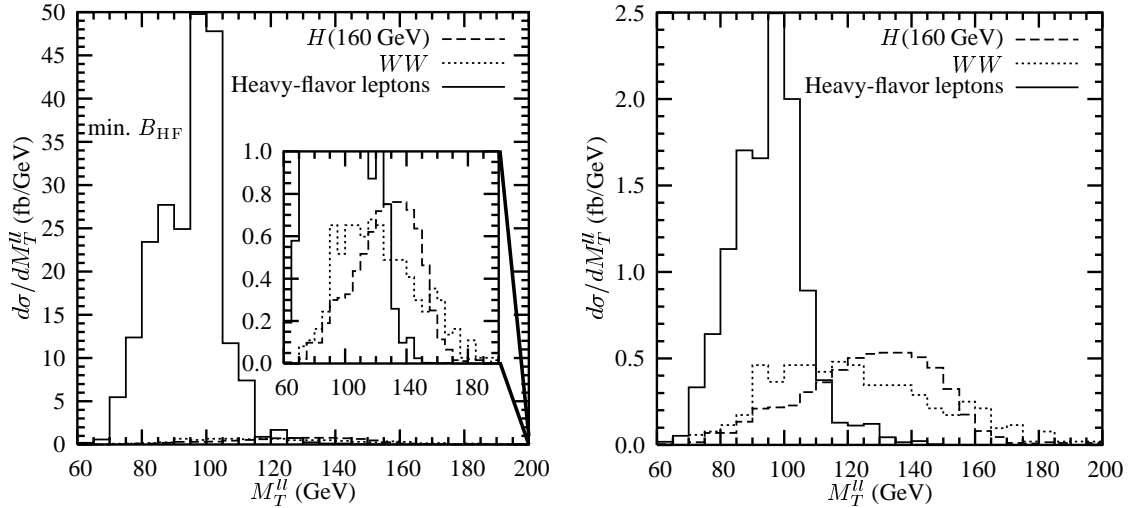 50
45
40
35
30
25
20
15
10
5
0
dσ/dM_T^{ll} (fb/GeV)
H(160 GeV)
WW
Heavy-flavor leptons
min. B_HF
1.0
0.8
0.6
0.4
0.2
0.0
60 100 140 180
60 80 100 120 140 160 180 200
M_T^{ll} (GeV)
2.5
2.0
1.5
1.0
0.5
0.0
dσ/dM_T^{ll} (fb/GeV)
H(160 GeV)
WW
Heavy-flavor leptons
60 80 100 120 140 160 180 200
M_T^{ll} (GeV)